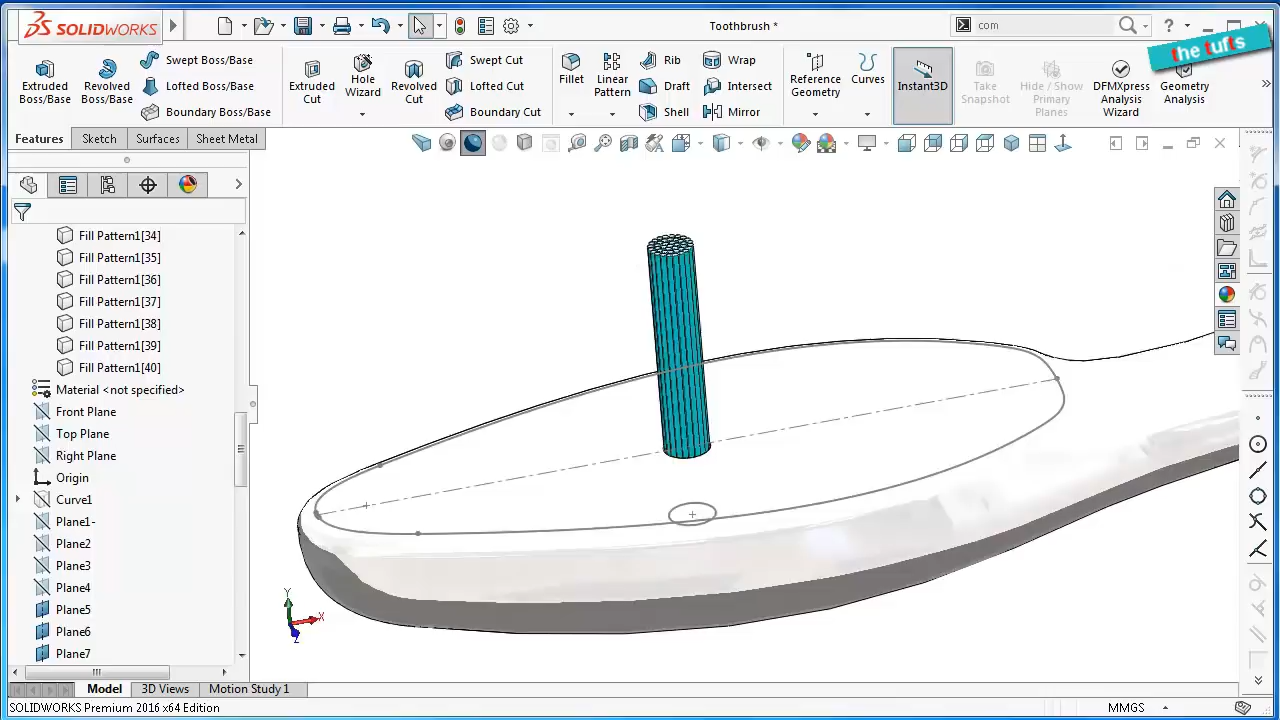 SOLIDWORKS
Toothbrush *
com
the tufts
Extruded Boss/Base
Revolved Boss/Base
Swept Boss/Base
Lofted Boss/Base
Boundary Boss/Base
Extruded Cut
Hole Wizard
Revolved Cut
Swept Cut
Lofted Cut
Boundary Cut
Fillet
Linear Pattern
Rib
Draft
Shell
Wrap
Intersect
Mirror
Reference Geometry
Curves
Instant3D
Take Snapshot
Hide / Show Primary Planes
DFMXpress Analysis Wizard
Geometry Analysis
Features
Sketch
Surfaces
Sheet Metal
Fill Pattern1[34]
Fill Pattern1[35]
Fill Pattern1[36]
Fill Pattern1[37]
Fill Pattern1[38]
Fill Pattern1[39]
Fill Pattern1[40]
Material <not specified>
Front Plane
Top Plane
Right Plane
Origin
Curve1
Plane1-
Plane2
Plane3
Plane4
Plane5
Plane6
Plane7
Y
X
Z
Model
3D Views
Motion Study 1
SOLIDWORKS Premium 2016 x64 Edition
MMGS